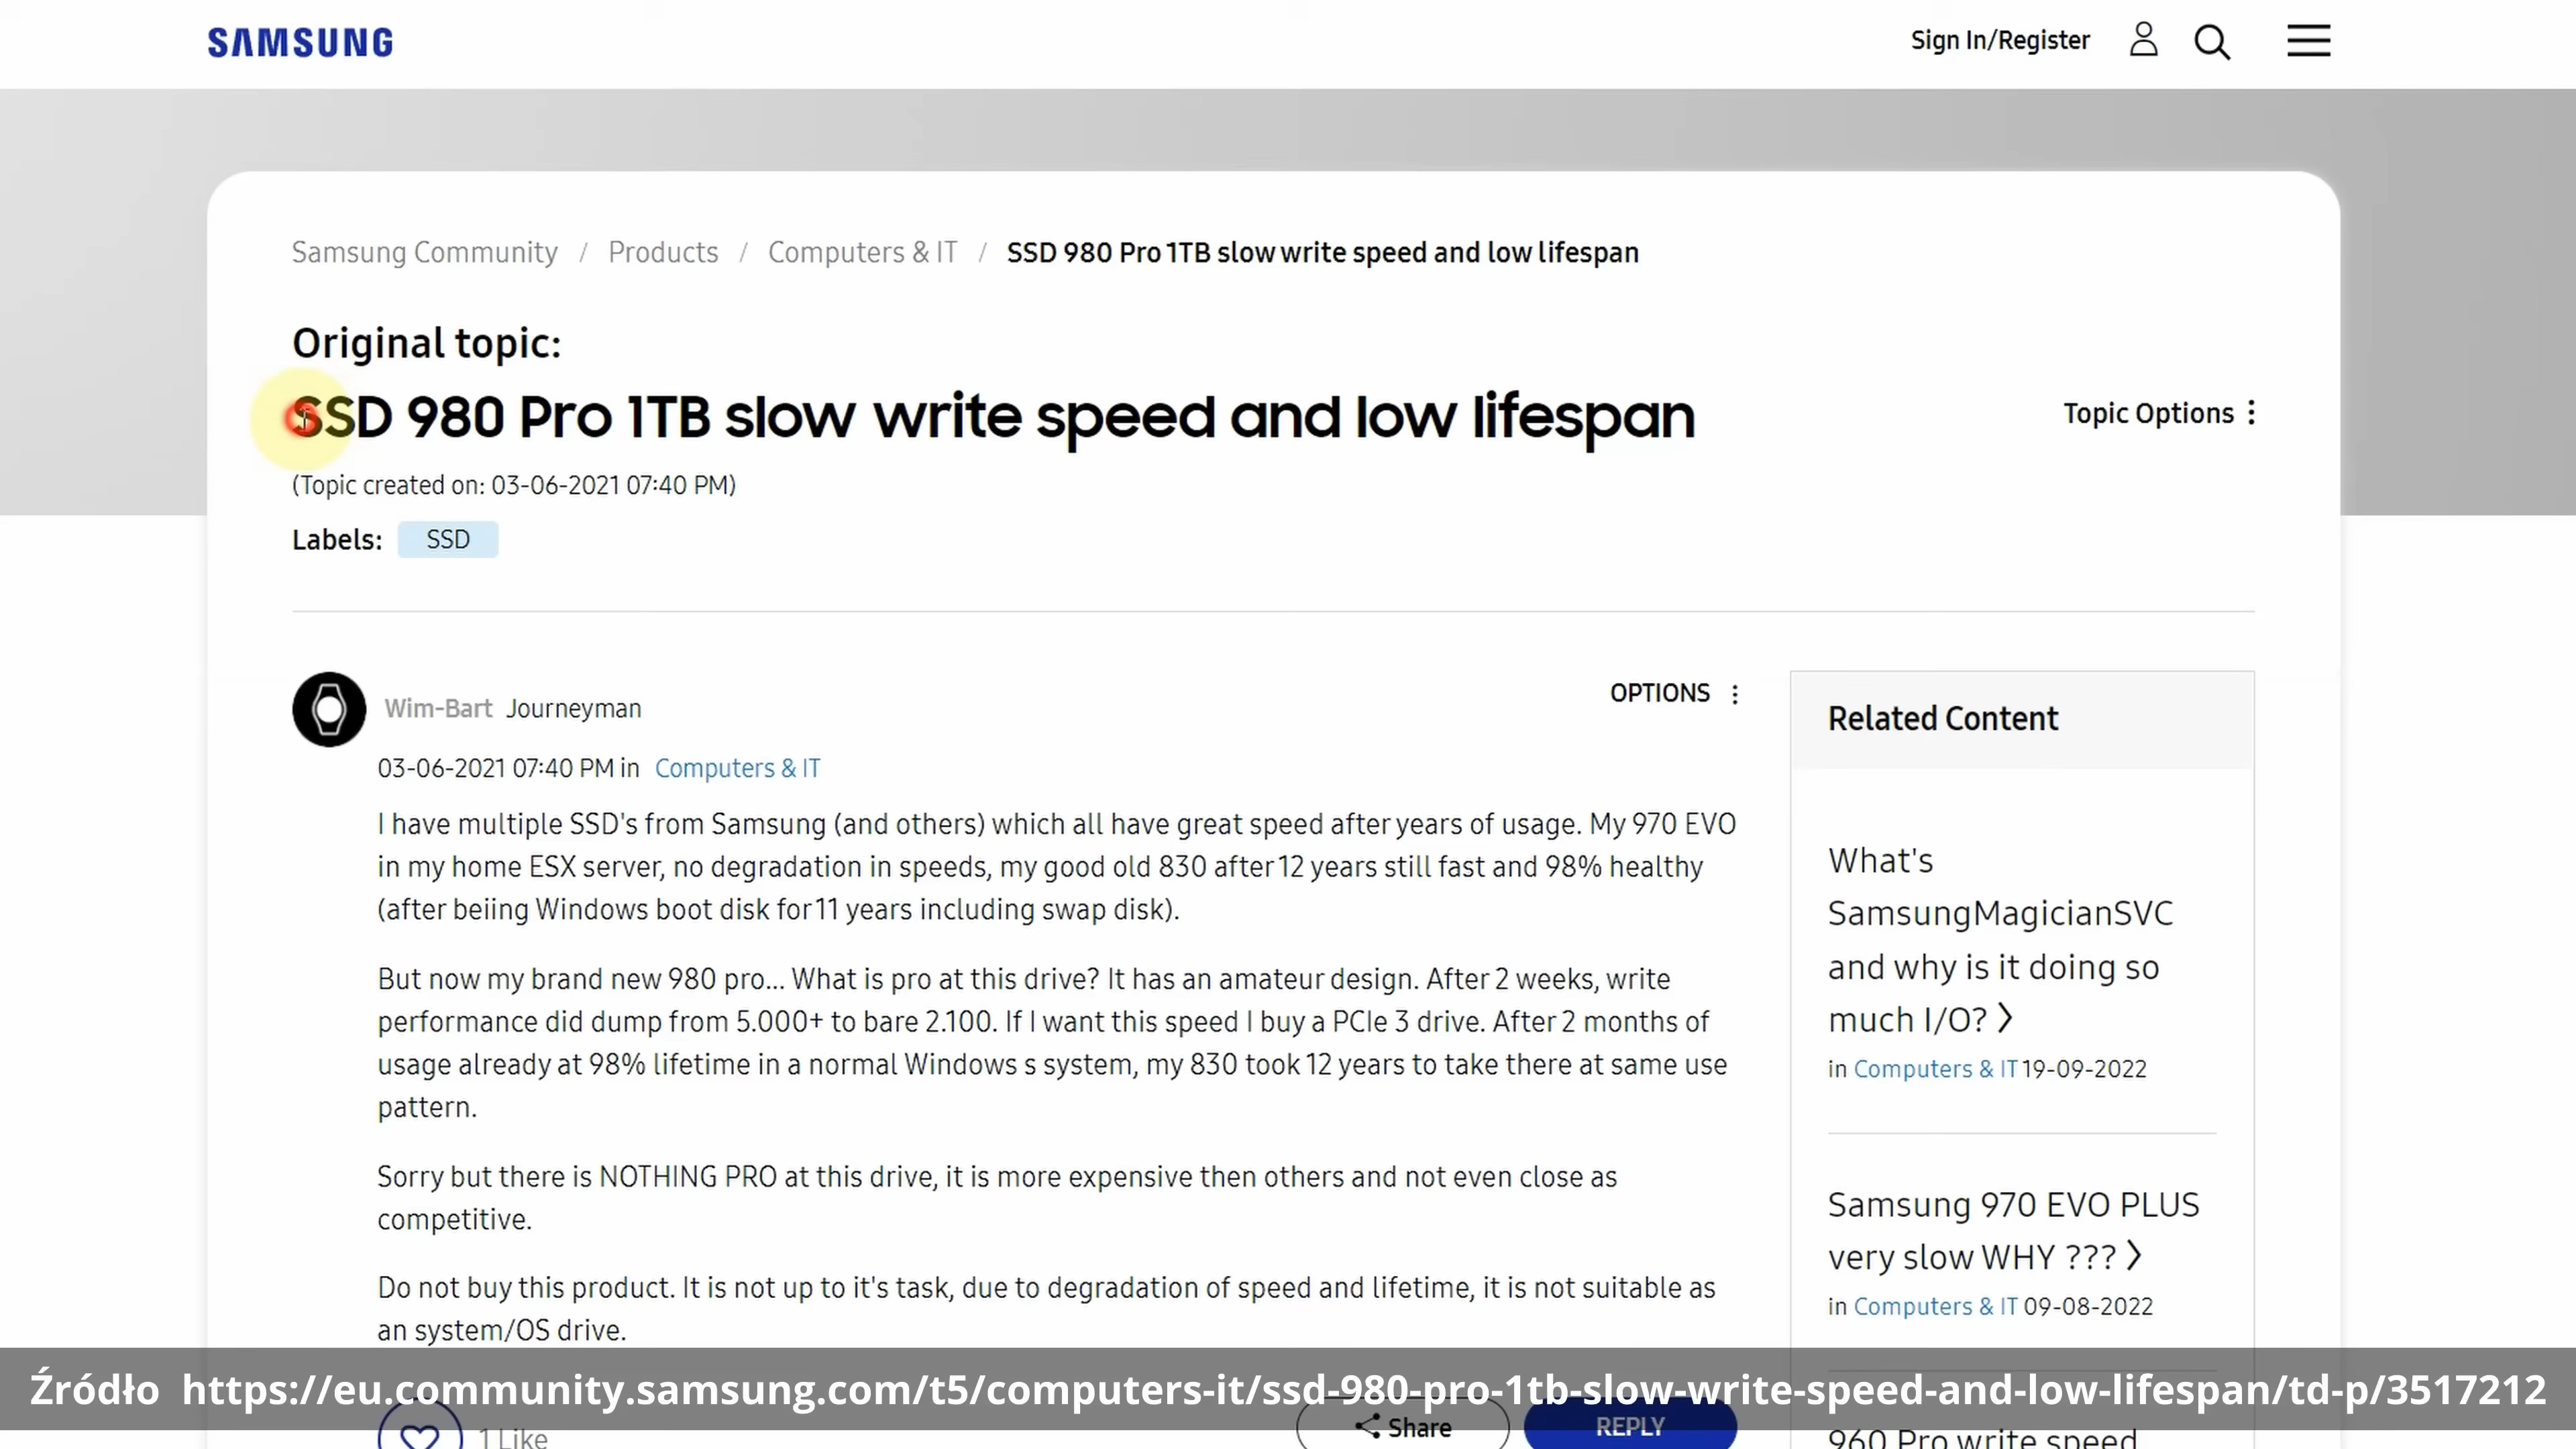 SAMSUNG
Sign In/Register
Samsung Community / Products / Computers & IT / SSD 980 Pro 1TB slow write speed and low lifespan
Original topic:
SSD 980 Pro 1TB slow write speed and low lifespan
Topic Options
(Topic created on: 03-06-2021 07:40 PM)
Labels: SSD
Wim-Bart Journeyman
OPTIONS
03-06-2021 07:40 PM in Computers & IT
I have multiple SSD's from Samsung (and others) which all have great speed after years of usage. My 970 EVO
in my home ESX server, no degradation in speeds, my good old 830 after 12 years still fast and 98% healthy
(after beiing Windows boot disk for 11 years including swap disk).
But now my brand new 980 pro... What is pro at this drive? It has an amateur design. After 2 weeks, write
performance did dump from 5.000+ to bare 2.100. If I want this speed I buy a PCIe 3 drive. After 2 months of
usage already at 98% lifetime in a normal Windows s system, my 830 took 12 years to take there at same use
pattern.
Sorry but there is NOTHING PRO at this drive, it is more expensive then others and not even close as
competitive.
Do not buy this product. It is not up to it's task, due to degradation of speed and lifetime, it is not suitable as
an system/OS drive.
1 Like
Share
REPLY
Related Content
What's
SamsungMagicianSVC
and why is it doing so
much I/O?
in Computers & IT 19-09-2022
Samsung 970 EVO PLUS
very slow WHY ???
in Computers & IT 09-08-2022
960 Pro write speed
Źródło https://eu.community.samsung.com/t5/computers-it/ssd-980-pro-1tb-slow-write-speed-and-low-lifespan/td-p/3517212